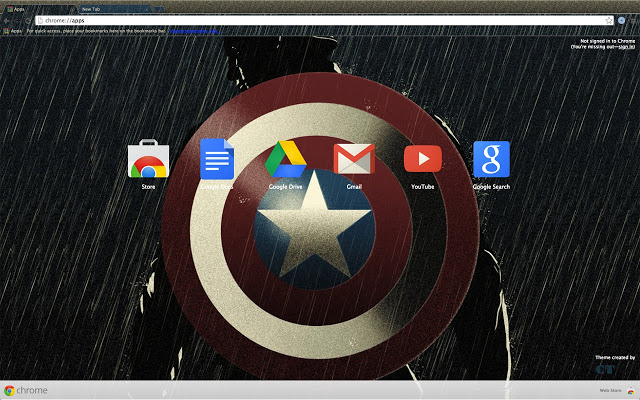 Apps
New Tab
chrome://apps
Apps
For quick access, place your bookmarks here on the bookmarks bar.
Not signed in to Chrome
(You're missing out—sign in)
Store
Google Docs
Google Drive
Gmail
YouTube
g
Google Search
Theme created by
CT
chrome
Web Store